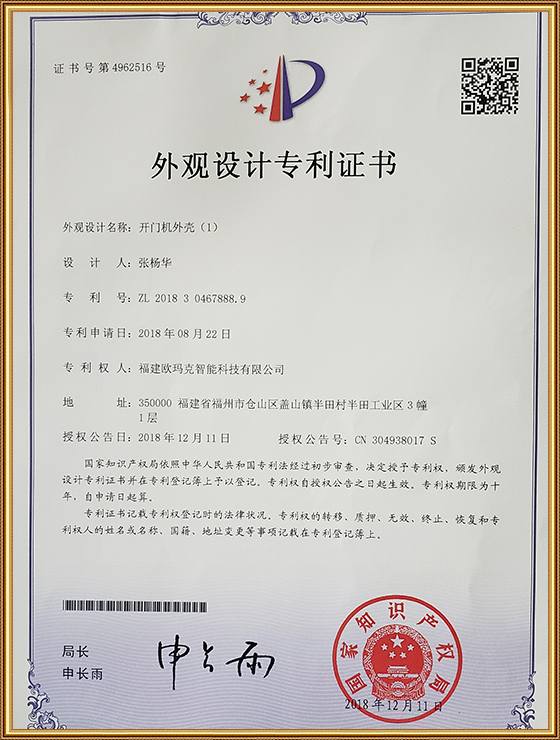 证书号第4962516号
外观设计专利证书
外观设计名称：开门机外壳（1）
设计人：张杨华
专利号：ZL 2018 3 0467888.9
专利申请日：2018年08月22日
专利权人：福建欧玛克智能科技有限公司
地址：350000 福建省福州市仓山区盖山镇半田村半田工业区3幢
1层
授权公告日：2018年12月11日 授权公告号：CN 304938017 S
国家知识产权局依照中华人民共和国专利法经过初步审查，决定授予专利权，颁发外观
设计专利证书并在专利登记簿上予以登记。专利权自授权公告之日起生效。专利权期限为十
年，自申请日起算。
专利证书记载专利权登记时的法律状况。专利权的转移、质押、无效、终止、恢复和专
利权人的姓名或名称、国籍、地址变更等事项记载在专利登记簿上。
局长
申长雨
申长雨
国家知识产权局
2018年12月11日